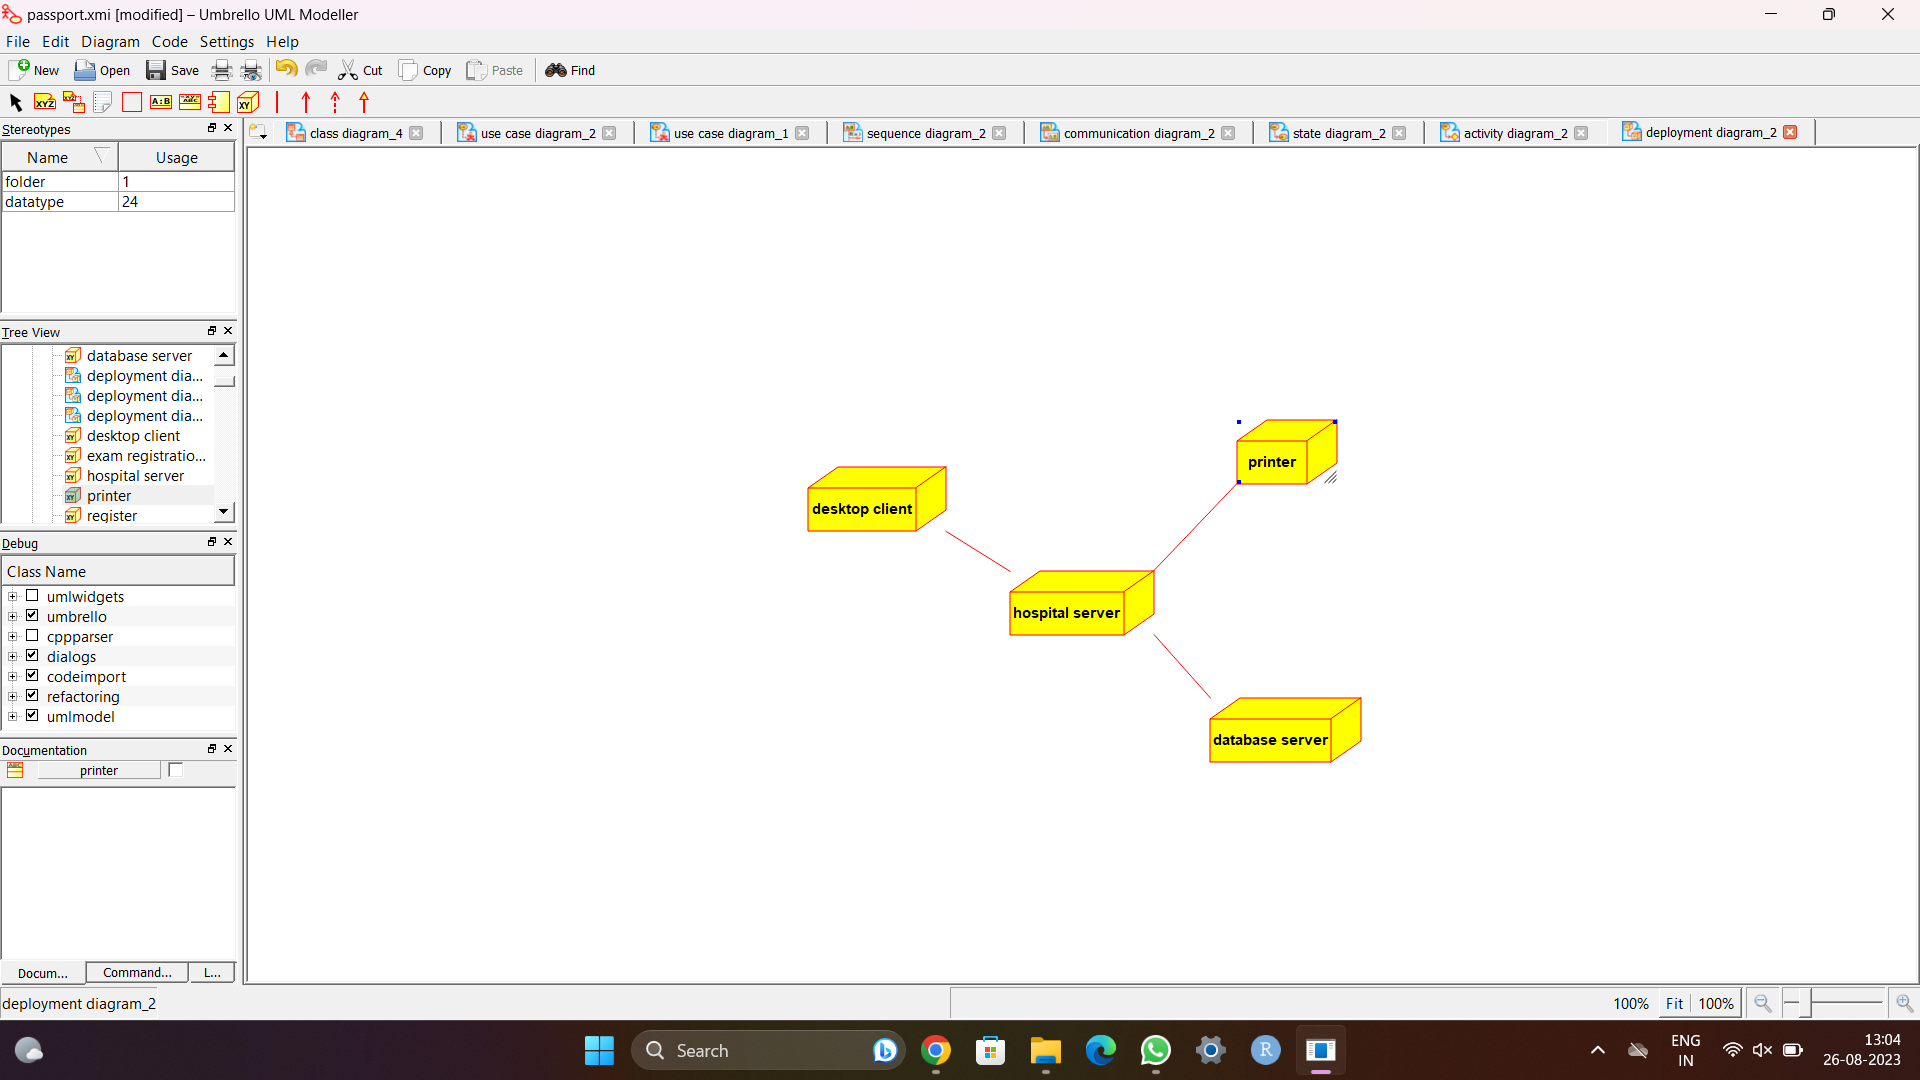 passport.xmi [modified] – Umbrello UML Modeller
File Edit Diagram Code Settings Help
New Open Save Cut Copy Paste Find
XYZ A:B XY
Stereotypes
class diagram_4 use case diagram_2 use case diagram_1 sequence diagram_2 communication diagram_2 state diagram_2 activity diagram_2 deployment diagram_2
Name Usage
folder 1
datatype 24
Tree View
database server
deployment dia...
deployment dia...
deployment dia...
desktop client
exam registratio...
hospital server
printer
register
Debug
Class Name
umlwidgets
umbrello
cppparser
dialogs
codeimport
refactoring
umlmodel
Documentation
printer
Docum... Command... L...
printer
desktop client
hospital server
database server
deployment diagram_2
100% Fit 100%
Search
R
ENG
IN
13:04
26-08-2023